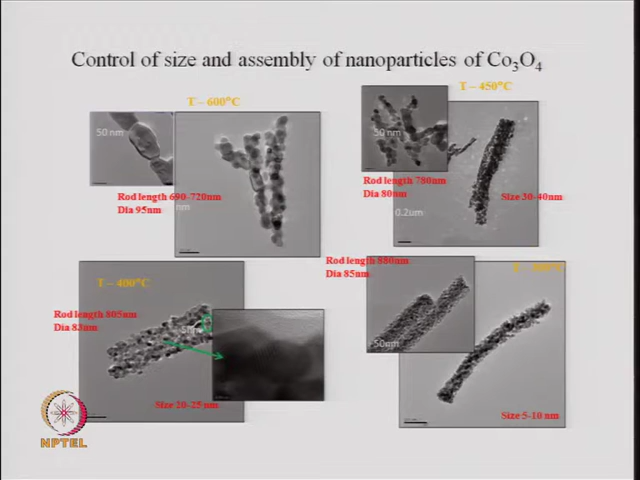 Control of size and assembly of nanoparticles of Co3O4
T – 600°C
50 nm
Rod length 690-720nm
Dia 95nm
nm
T – 450°C
50 nm
Rod length 780nm
Dia 80nm
Size 30-40nm
0.2um
T – 400°C
Rod length 805nm
Dia 83nm
Size 20-25 nm
Rod length 880nm
Dia 85nm
50nm
Size 5-10 nm
NPTEL